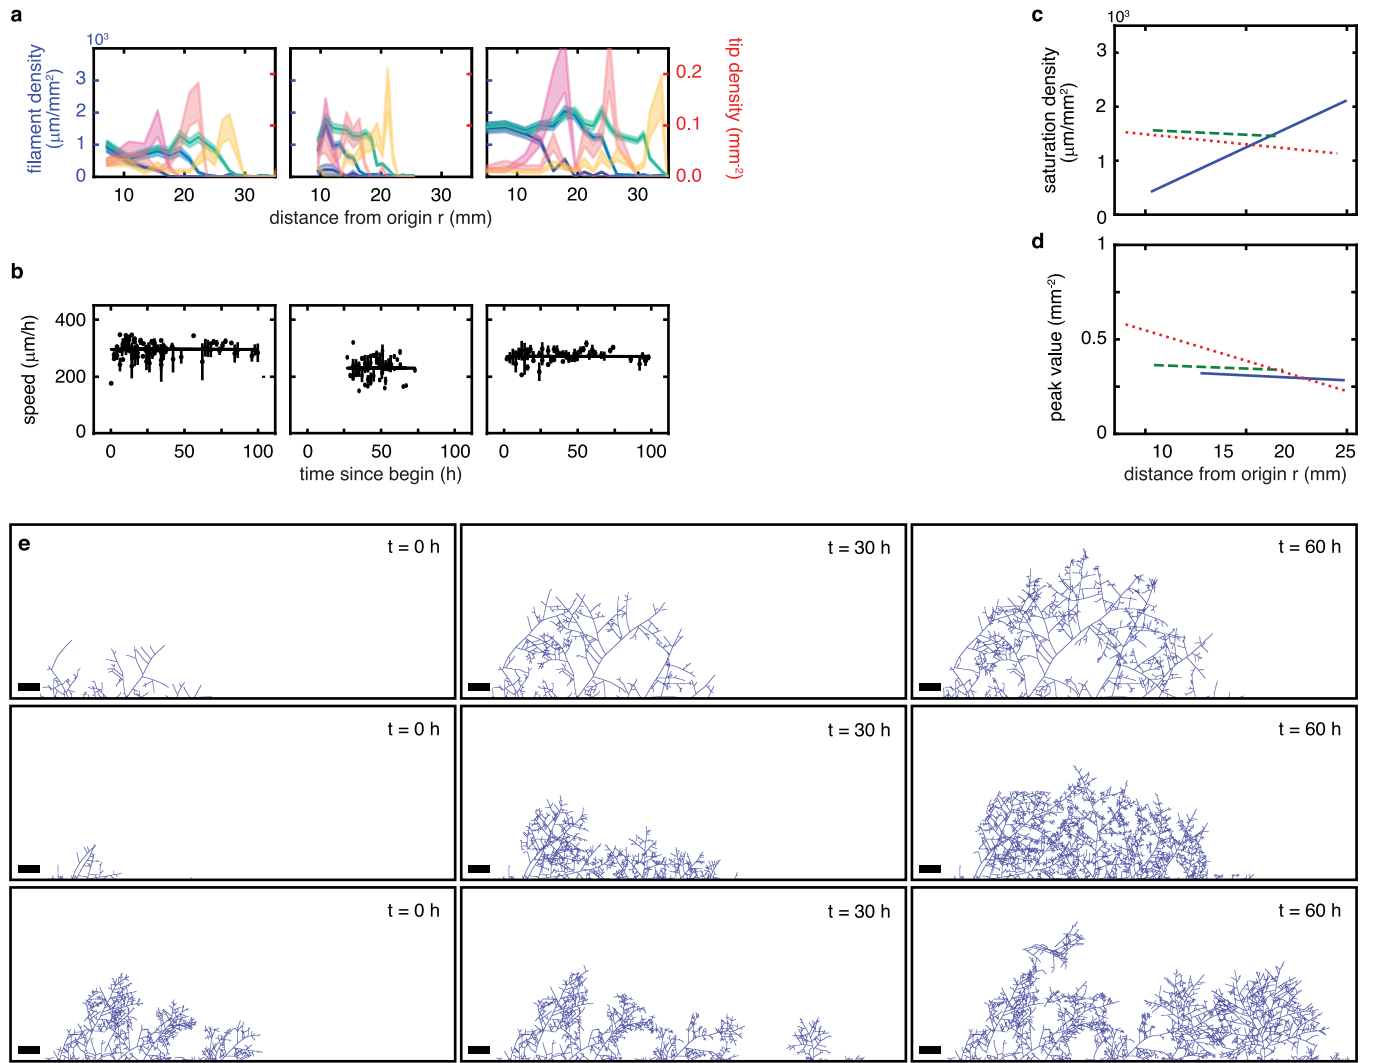 a
10³
filament density
(μm/mm²)
3
2
1
0
10 20 30
10 20 30
10 20 30
0.2
0.1
0.0
tip density (mm⁻²)
distance from origin r (mm)
b
speed (μm/h)
400
200
0
0 50 100
0 50 100
0 50 100
time since begin (h)
c
10³
saturation density
(μm/mm²)
3
2
1
0
d
peak value (mm⁻²)
1
0.5
0
10 15 20 25
distance from origin r (mm)
e
t = 0 h
t = 30 h
t = 60 h
t = 0 h
t = 30 h
t = 60 h
t = 0 h
t = 30 h
t = 60 h